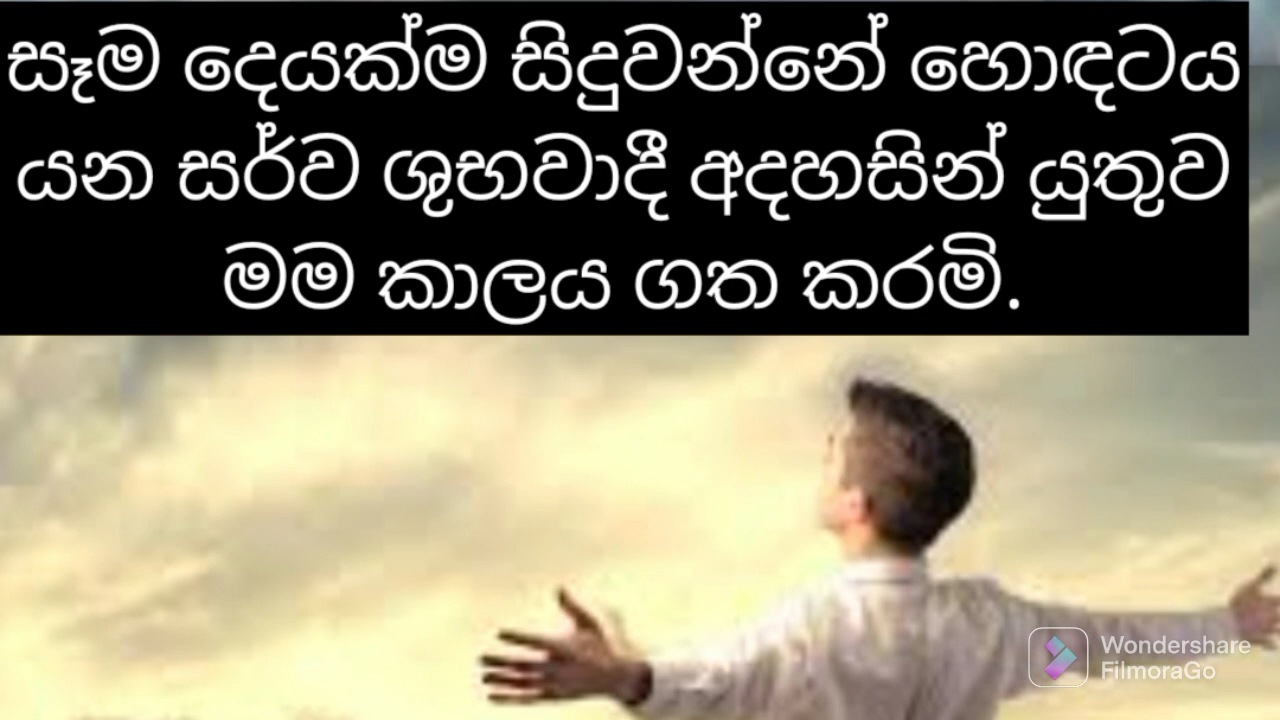 සෑම දෙයක්ම සිදුවන්නේ හොඳටය
යන සර්ව ශුභවාදී අදහසින් යුතුව
මම කාලය ගත කරමි.
Wondershare
FilmoraGo